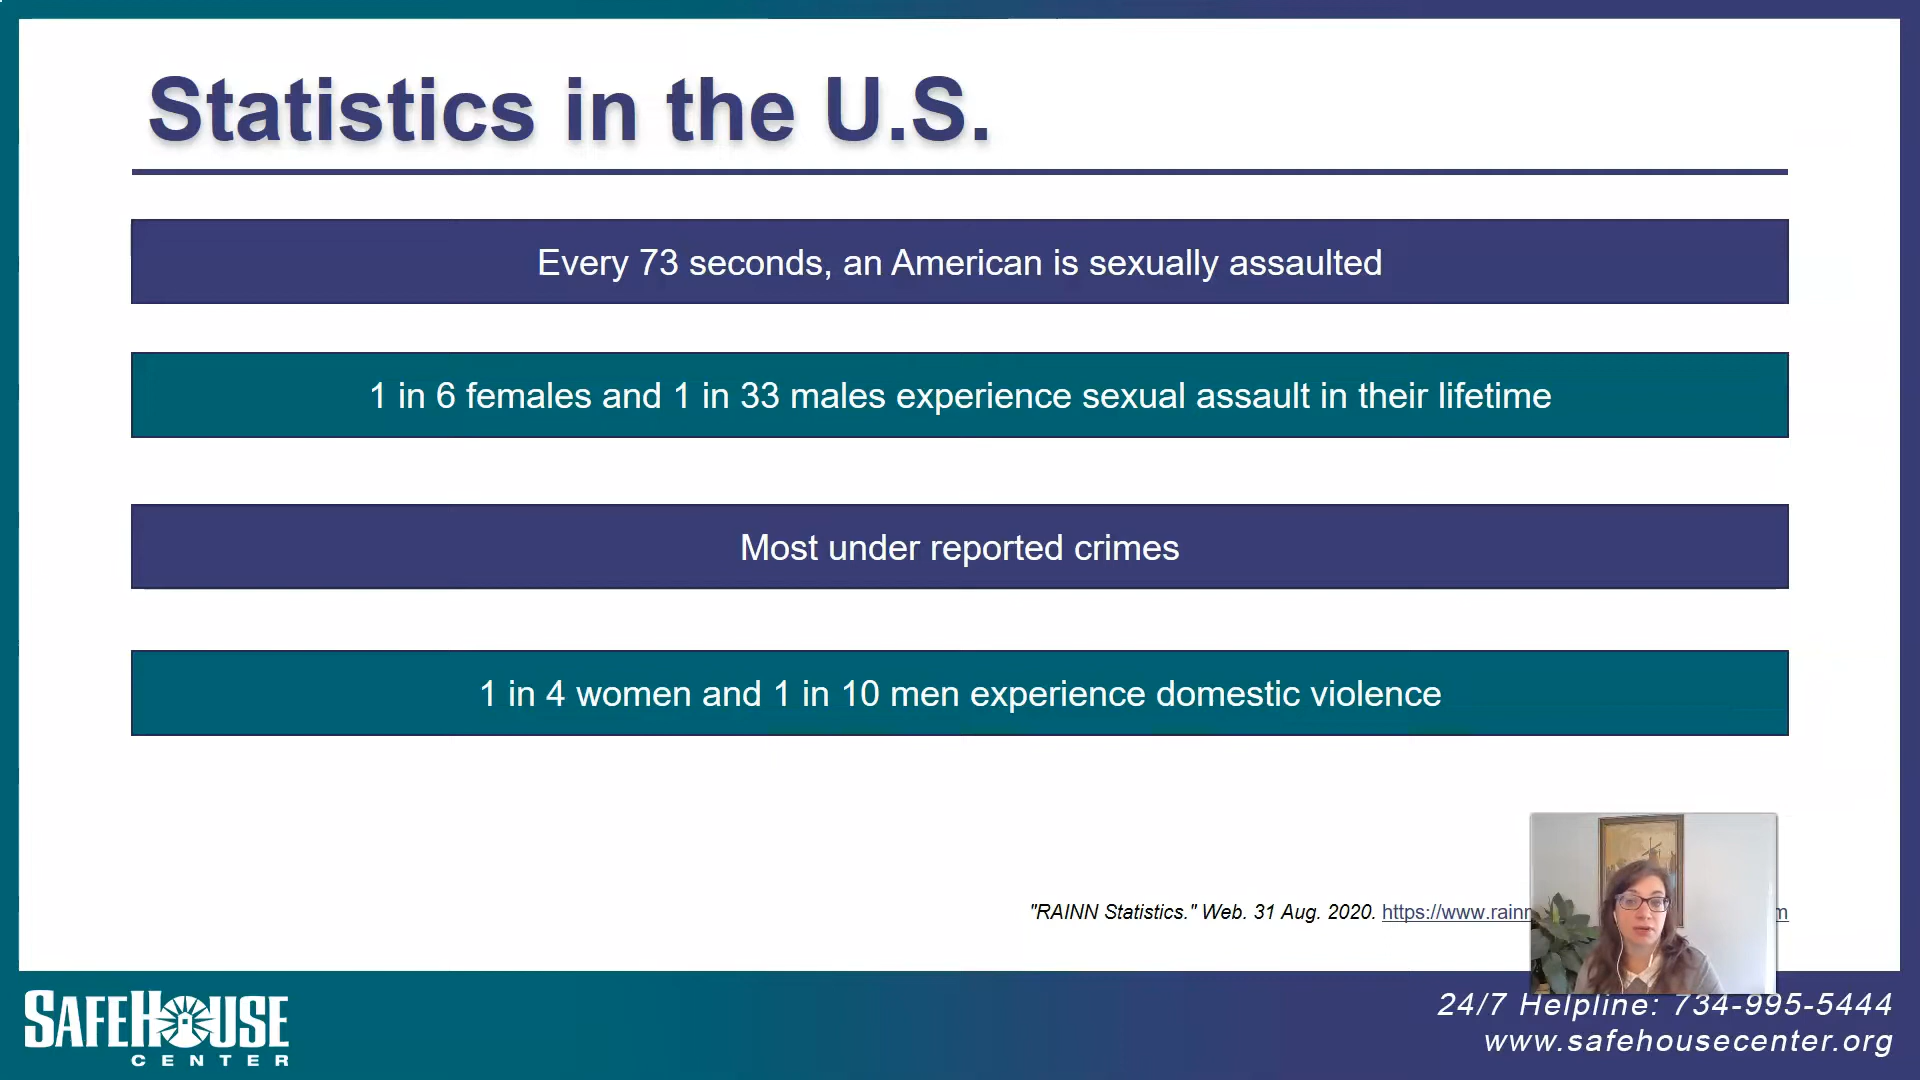 Statistics in the U.S.
Every 73 seconds, an American is sexually assaulted
1 in 6 females and 1 in 33 males experience sexual assault in their lifetime
Most under reported crimes
1 in 4 women and 1 in 10 men experience domestic violence
"RAINN Statistics." Web. 31 Aug. 2020. https://www.rainn
SAFEHOUSE
CENTER
24/7 Helpline: 734-995-5444
www.safehousecenter.org